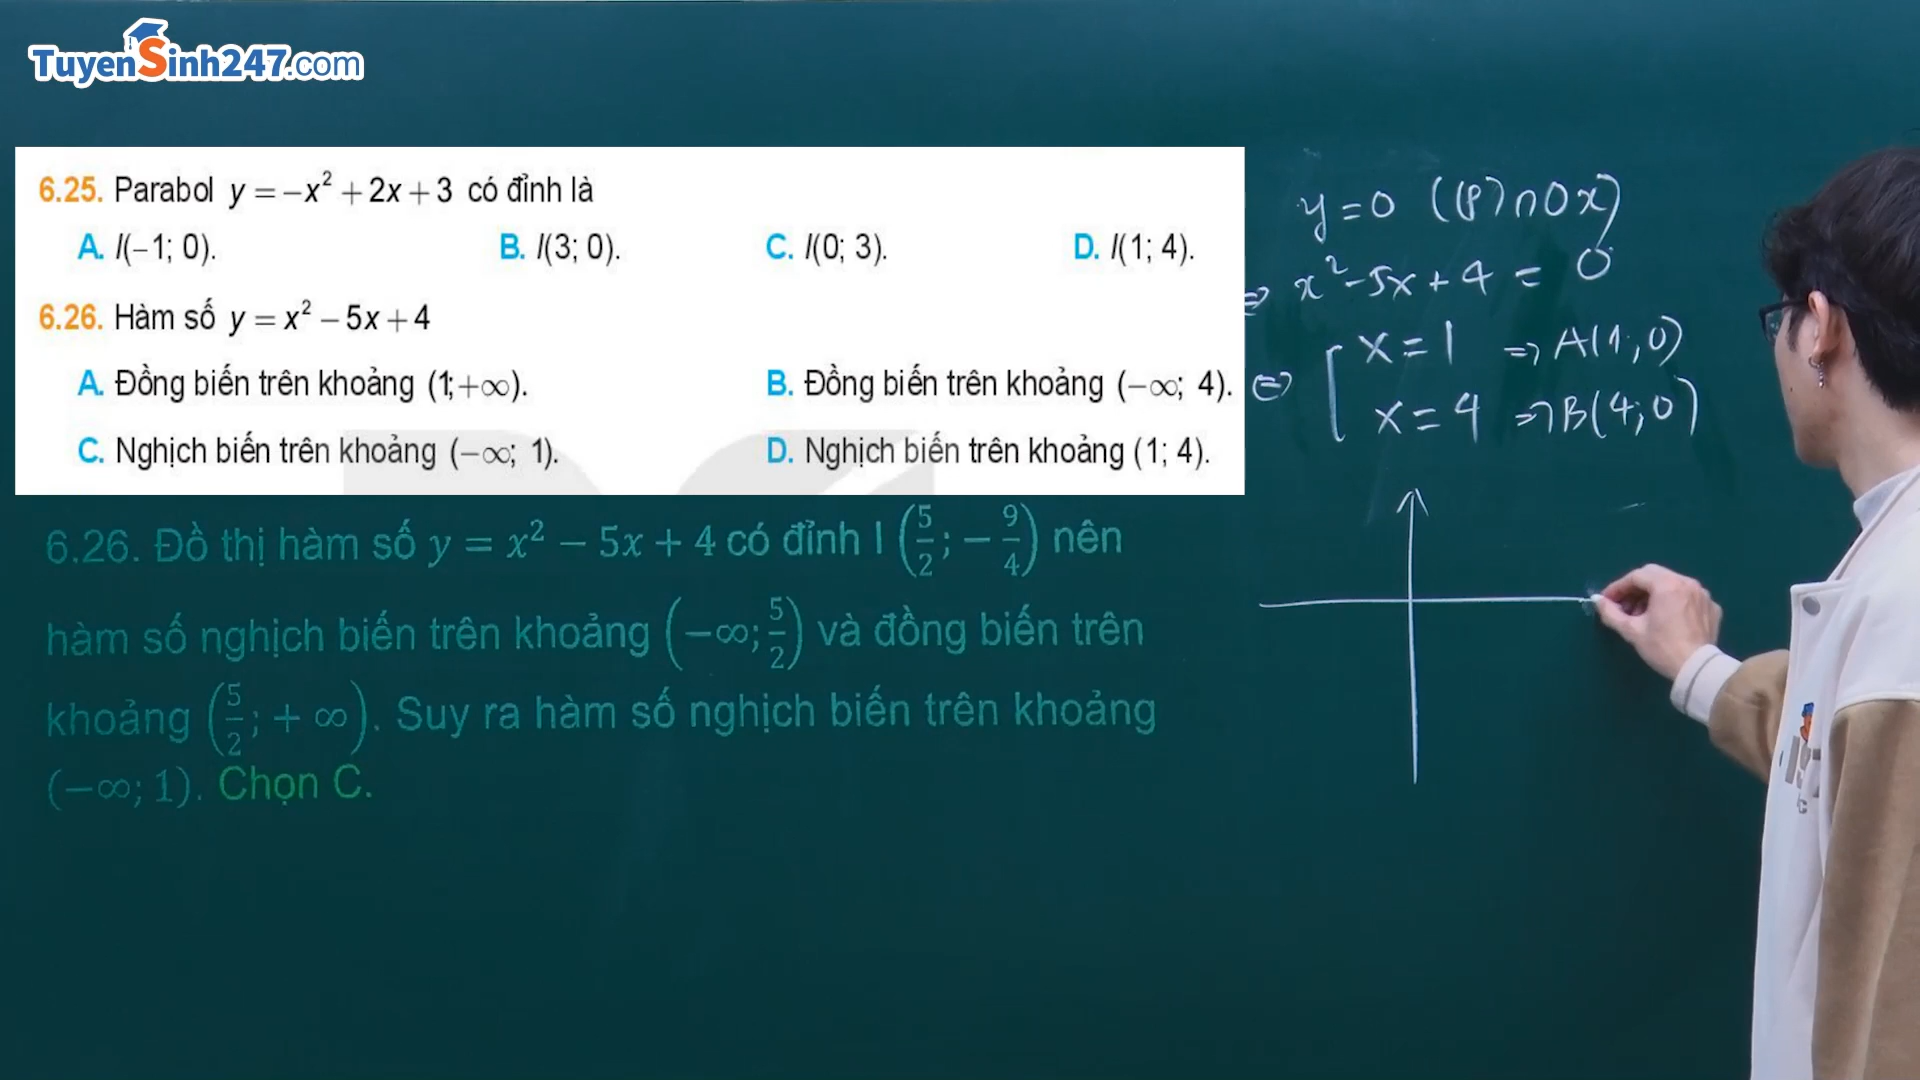 TuyenSinh247.com
6.25. Parabol y = −x² + 2x + 3 có đỉnh là
A. I(−1; 0). B. I(3; 0). C. I(0; 3). D. I(1; 4).
6.26. Hàm số y = x² − 5x + 4
A. Đồng biến trên khoảng (1; +∞). B. Đồng biến trên khoảng (−∞; 4).
C. Nghịch biến trên khoảng (−∞; 1). D. Nghịch biến trên khoảng (1; 4).
6.26. Đồ thị hàm số y = x² − 5x + 4 có đỉnh I (5/2; −9/4) nên
hàm số nghịch biến trên khoảng (−∞; 5/2) và đồng biến trên
khoảng (5/2; +∞). Suy ra hàm số nghịch biến trên khoảng
(−∞; 1). Chọn C.
y = 0 ((P) ∩ Ox)
⇔ x² − 5x + 4 = 0
⇔ [ x = 1 ⇒ A(1; 0)
x = 4 ⇒ B(4; 0)